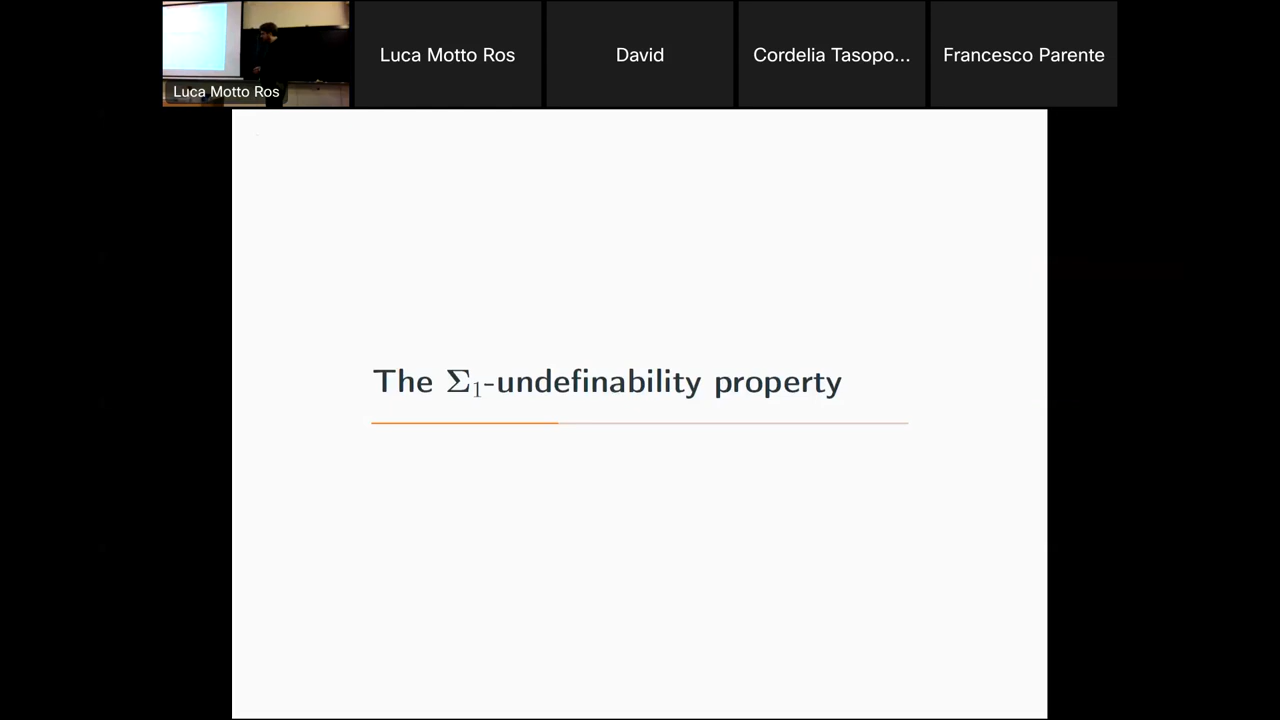 Luca Motto Ros
Luca Motto Ros
David
Cordelia Tasopo...
Francesco Parente
The Σ₁-undefinability property